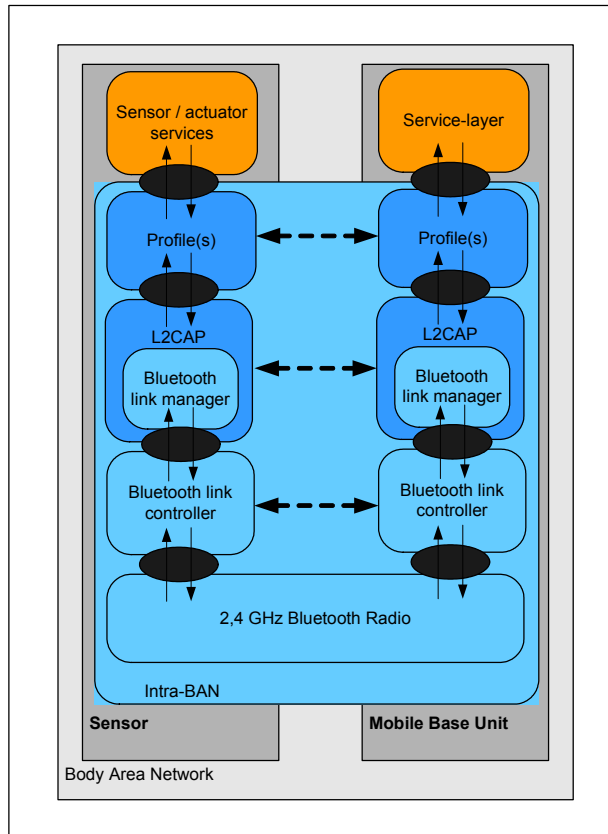 Sensor / actuator
services
Service-layer
Profile(s)
Profile(s)
L2CAP
L2CAP
Bluetooth
link manager
Bluetooth
link manager
Bluetooth link
controller
Bluetooth link
controller
2,4 GHz Bluetooth Radio
Intra-BAN
Sensor
Mobile Base Unit
Body Area Network